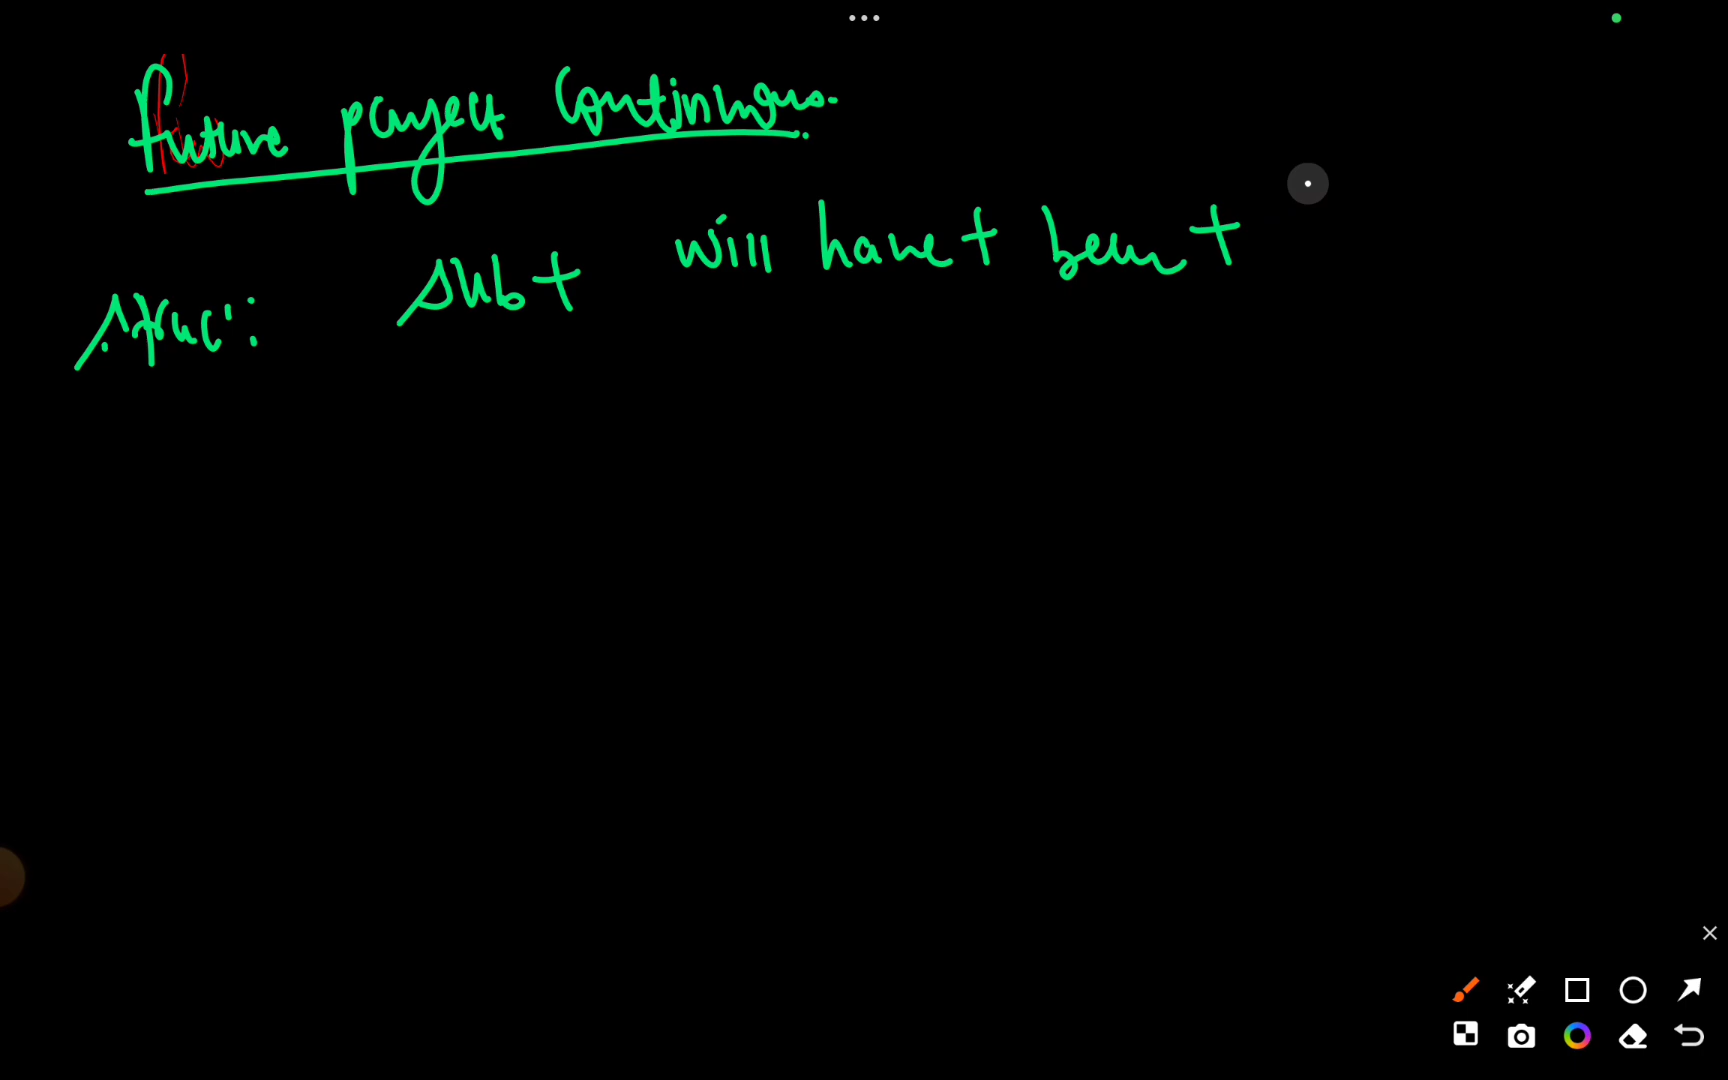 Future perfect Continuous.
Struc: Sub + will have + been +